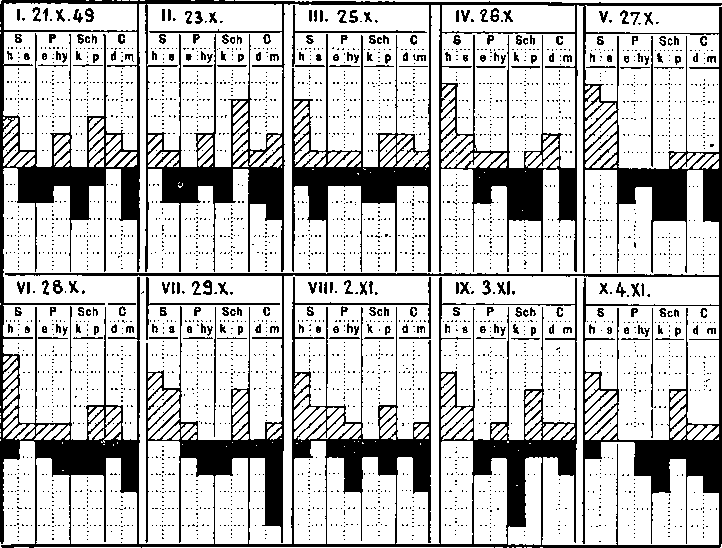 I. 21.X.49 II. 23.X. III. 25.X. IV. 26.X V. 27.X.
S P Sch C S P Sch C S P Sch C S P Sch C S P Sch C
h s e hy k p d m h s e hy k p d m h s e hy k p d m h s e hy k p d m h s e hy k p d m
VI. 28.X. VII. 29.X. VIII. 2.XI. IX. 3.XI. X. 4.XI.
S P Sch C S P Sch C S P Sch C S P Sch C S P Sch C
h s e hy k p d m h s e hy k p d m h s e hy k p d m h s e hy k p d m h s e hy k p d m